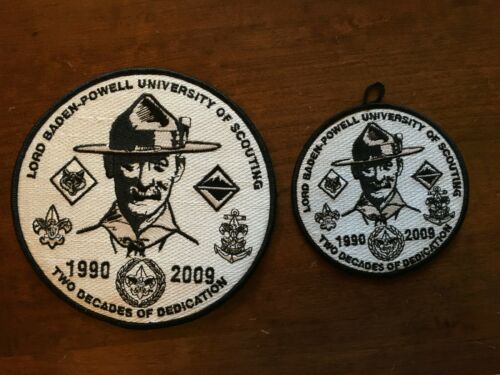 LORD BADEN-POWELL UNIVERSITY OF SCOUTING
1990 2009
TWO DECADES OF DEDICATION
LORD BADEN-POWELL UNIVERSITY OF SCOUTING
1990 2009
TWO DECADES OF DEDICATION